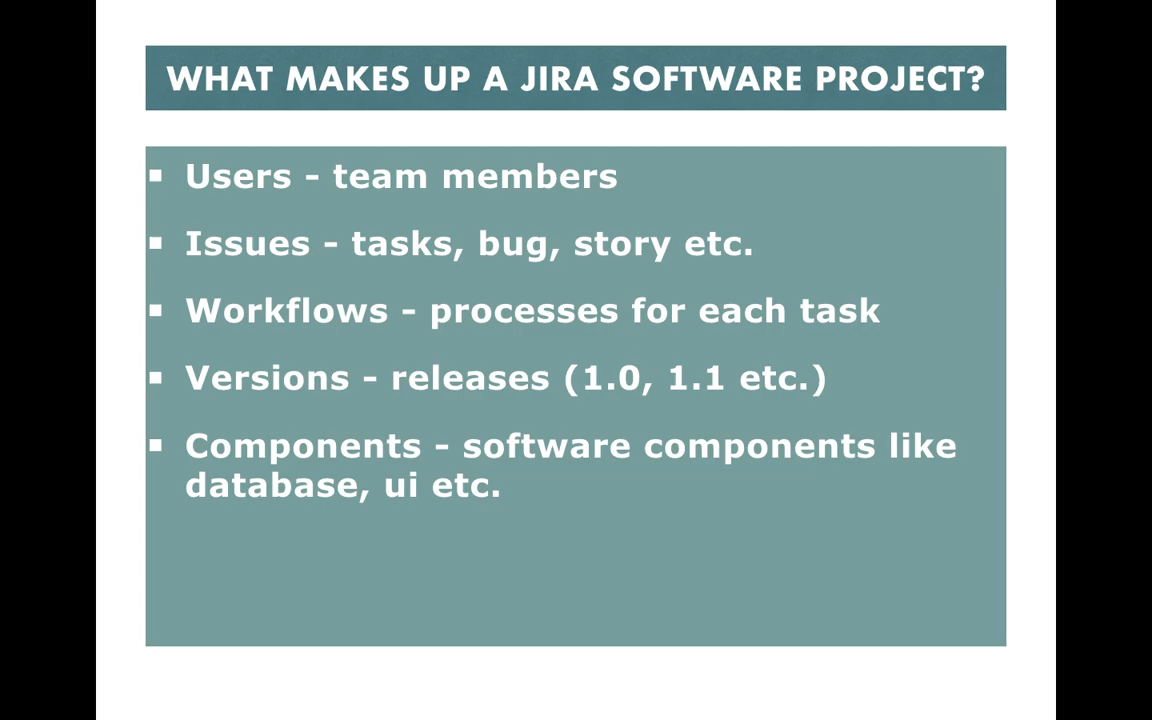 WHAT MAKES UP A JIRA SOFTWARE PROJECT?
▪ Users - team members
▪ Issues - tasks, bug, story etc.
▪ Workflows - processes for each task
▪ Versions - releases (1.0, 1.1 etc.)
▪ Components - software components like
database, ui etc.